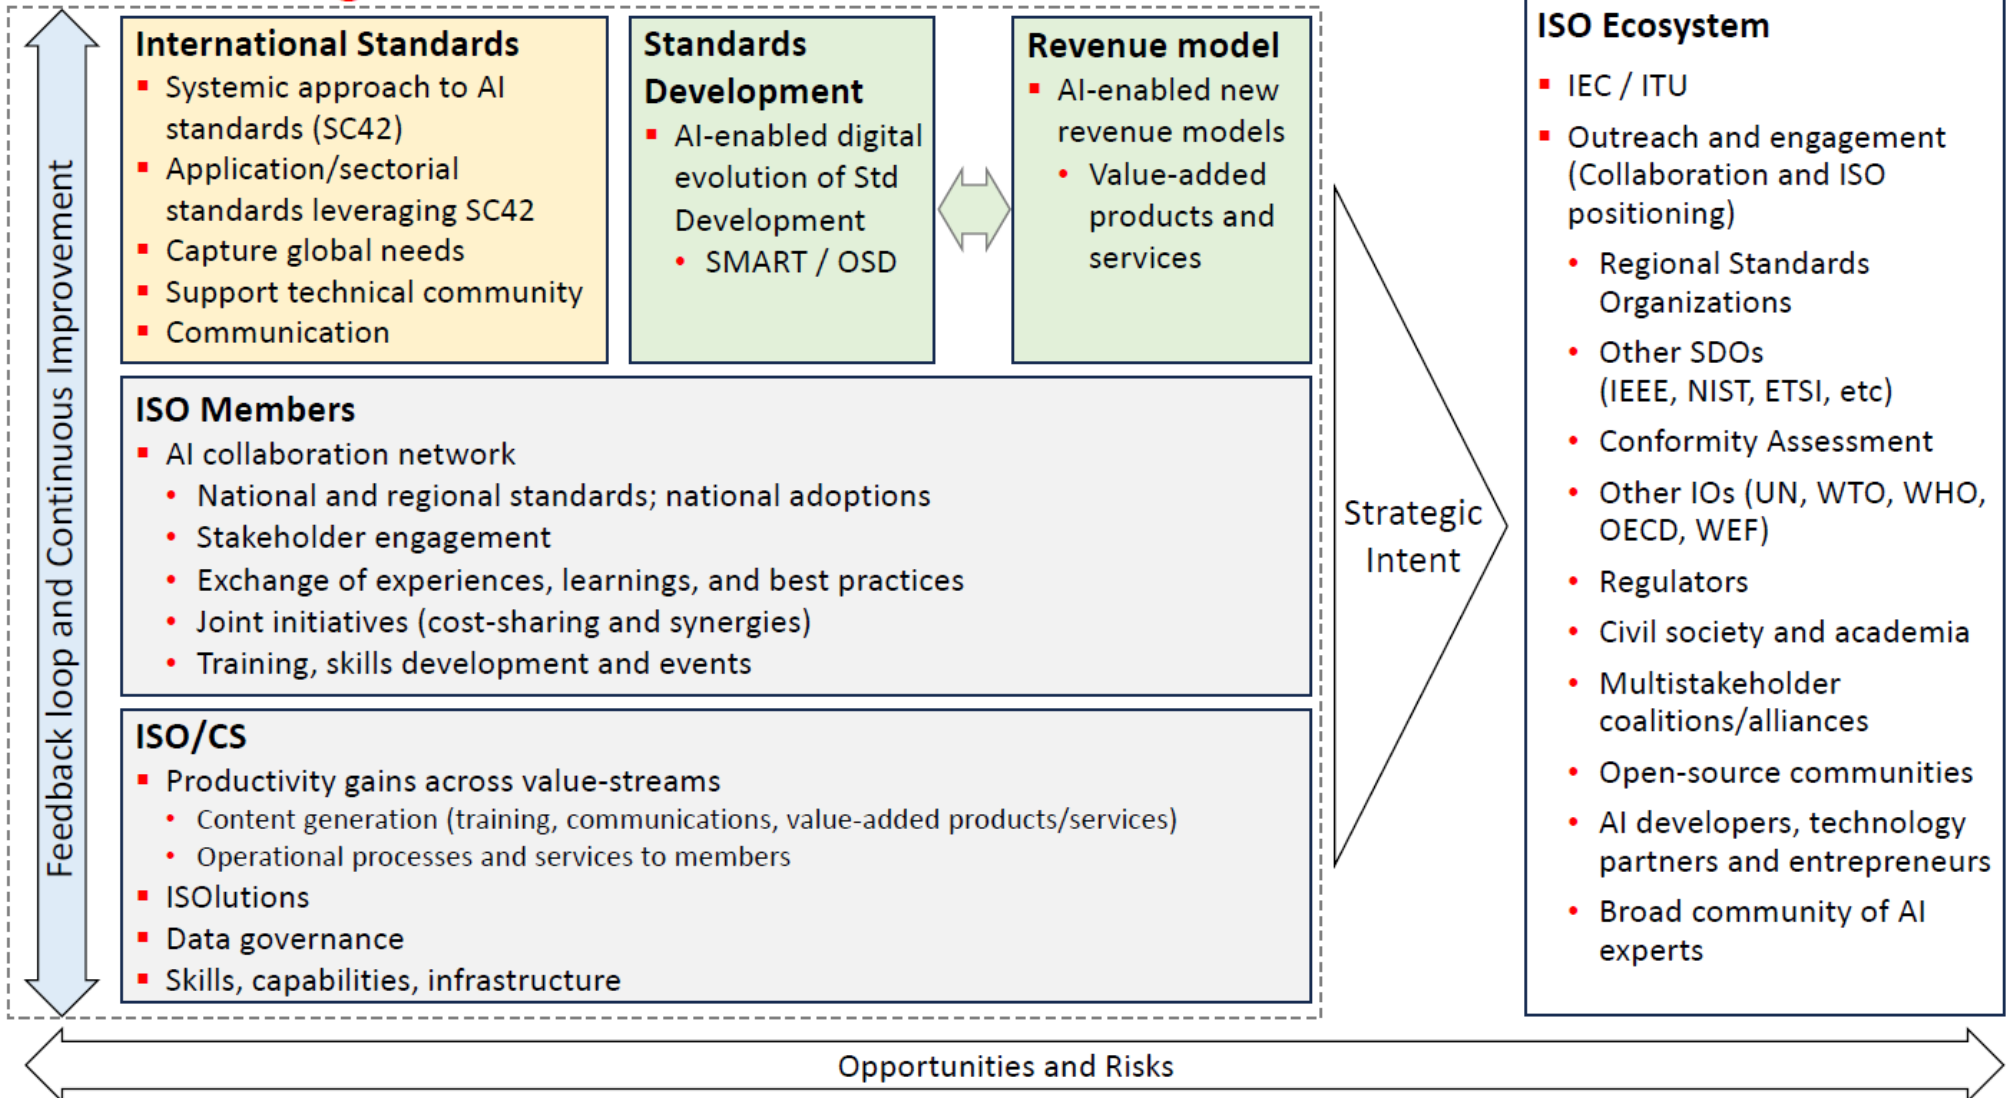 Feedback loop and Continuous Improvement
International Standards
Systemic approach to AI
standards (SC42)
Application/sectorial
standards leveraging SC42
Capture global needs
Support technical community
Communication
Standards
Development
AI-enabled digital
evolution of Std
Development
SMART / OSD
Revenue model
AI-enabled new
revenue models
Value-added
products and
services
ISO Members
AI collaboration network
National and regional standards; national adoptions
Stakeholder engagement
Exchange of experiences, learnings, and best practices
Joint initiatives (cost-sharing and synergies)
Training, skills development and events
ISO/CS
Productivity gains across value-streams
Content generation (training, communications, value-added products/services)
Operational processes and services to members
ISOlutions
Data governance
Skills, capabilities, infrastructure
Strategic
Intent
ISO Ecosystem
IEC / ITU
Outreach and engagement
(Collaboration and ISO
positioning)
Regional Standards
Organizations
Other SDOs
(IEEE, NIST, ETSI, etc)
Conformity Assessment
Other IOs (UN, WTO, WHO,
OECD, WEF)
Regulators
Civil society and academia
Multistakeholder
coalitions/alliances
Open-source communities
AI developers, technology
partners and entrepreneurs
Broad community of AI
experts
Opportunities and Risks